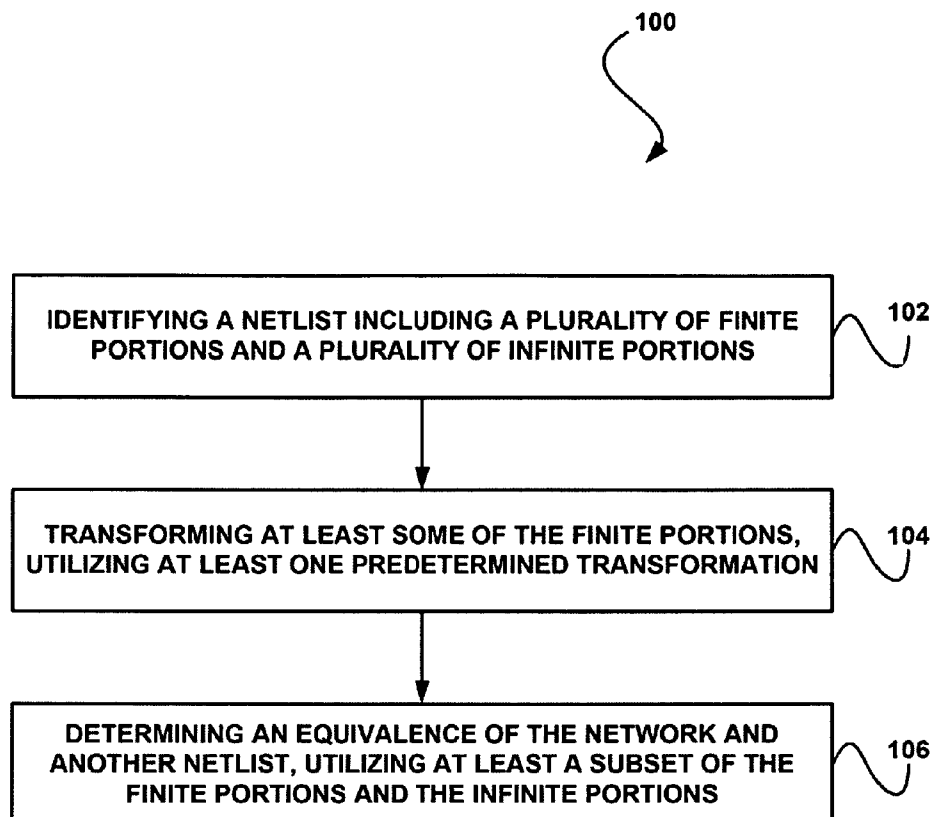 100
IDENTIFYING A NETLIST INCLUDING A PLURALITY OF FINITE
PORTIONS AND A PLURALITY OF INFINITE PORTIONS
102
TRANSFORMING AT LEAST SOME OF THE FINITE PORTIONS,
UTILIZING AT LEAST ONE PREDETERMINED TRANSFORMATION
104
DETERMINING AN EQUIVALENCE OF THE NETWORK AND
ANOTHER NETLIST, UTILIZING AT LEAST A SUBSET OF THE
FINITE PORTIONS AND THE INFINITE PORTIONS
106